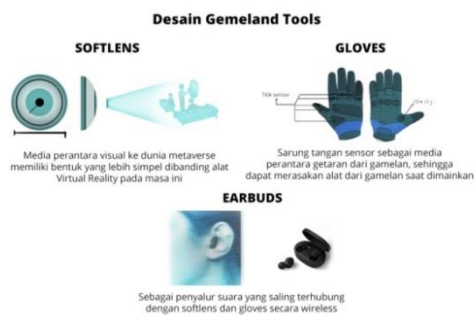 Desain Gemeland Tools
SOFTLENS
Media perantara visual ke dunia metaverse
memiliki bentuk yang lebih simpel dibanding alat
Virtual Reality pada masa ini
GLOVES
Titik sensor
Sarung tangan sensor sebagai media
perantara getaran dari gamelan, sehingga
dapat merasakan alat dari gamelan saat dimainkan
EARBUDS
Sebagai penyalur suara yang saling terhubung
dengan softlens dan gloves secara wireless